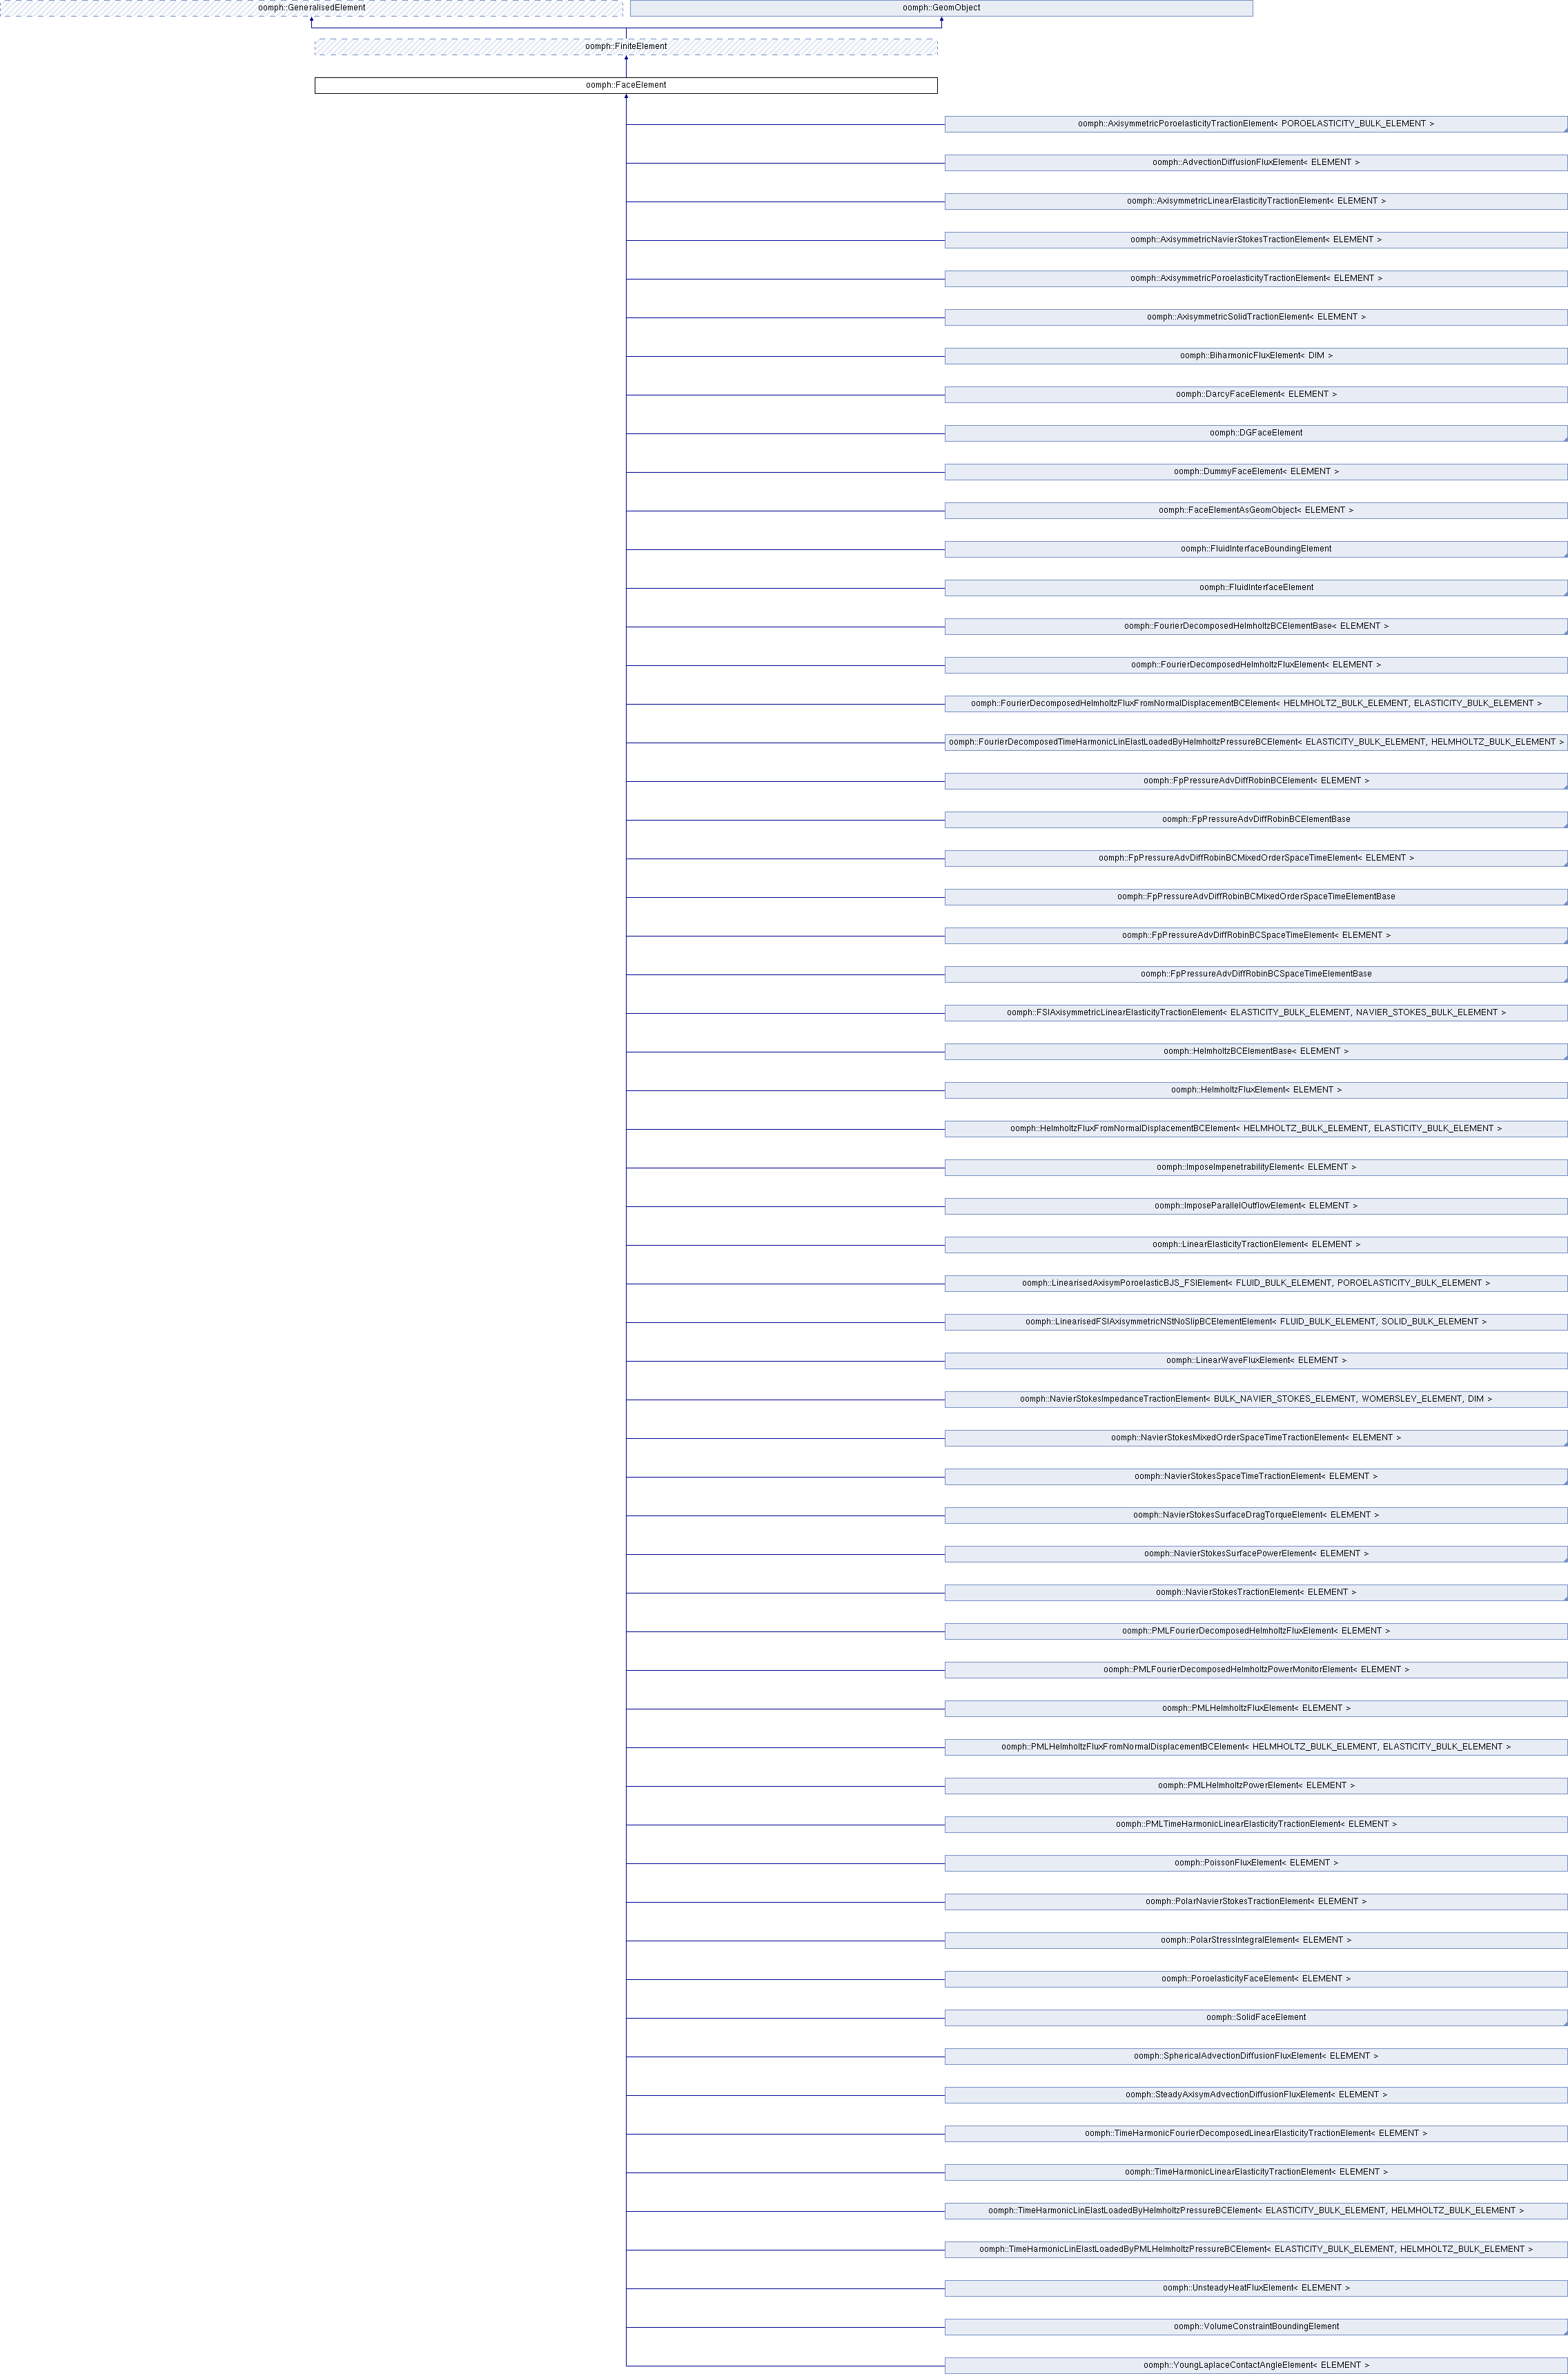 oomph::GeneralisedElement
oomph::GeomObject
oomph::FiniteElement
oomph::FaceElement
oomph::AxisymmetricPoroelasticityTractionElement< POROELASTICITY_BULK_ELEMENT >
oomph::AdvectionDiffusionFluxElement< ELEMENT >
oomph::AxisymmetricLinearElasticityTractionElement< ELEMENT >
oomph::AxisymmetricNavierStokesTractionElement< ELEMENT >
oomph::AxisymmetricPoroelasticityTractionElement< ELEMENT >
oomph::AxisymmetricSolidTractionElement< ELEMENT >
oomph::BiharmonicFluxElement< DIM >
oomph::DarcyFaceElement< ELEMENT >
oomph::DGFaceElement
oomph::DummyFaceElement< ELEMENT >
oomph::FaceElementAsGeomObject< ELEMENT >
oomph::FluidInterfaceBoundingElement
oomph::FluidInterfaceElement
oomph::FourierDecomposedHelmholtzBCElementBase< ELEMENT >
oomph::FourierDecomposedHelmholtzFluxElement< ELEMENT >
oomph::FourierDecomposedHelmholtzFluxFromNormalDisplacementBCElement< HELMHOLTZ_BULK_ELEMENT, ELASTICITY_BULK_ELEMENT >
oomph::FourierDecomposedTimeHarmonicLinElastLoadedByHelmholtzPressureBCElement< ELASTICITY_BULK_ELEMENT, HELMHOLTZ_BULK_ELEMENT >
oomph::FpPressureAdvDiffRobinBCElement< ELEMENT >
oomph::FpPressureAdvDiffRobinBCElementBase
oomph::FpPressureAdvDiffRobinBCMixedOrderSpaceTimeElement< ELEMENT >
oomph::FpPressureAdvDiffRobinBCMixedOrderSpaceTimeElementBase
oomph::FpPressureAdvDiffRobinBCSpaceTimeElement< ELEMENT >
oomph::FpPressureAdvDiffRobinBCSpaceTimeElementBase
oomph::FSIAxisymmetricLinearElasticityTractionElement< ELASTICITY_BULK_ELEMENT, NAVIER_STOKES_BULK_ELEMENT >
oomph::HelmholtzBCElementBase< ELEMENT >
oomph::HelmholtzFluxElement< ELEMENT >
oomph::HelmholtzFluxFromNormalDisplacementBCElement< HELMHOLTZ_BULK_ELEMENT, ELASTICITY_BULK_ELEMENT >
oomph::ImposeImpenetrabilityElement< ELEMENT >
oomph::ImposeParallelOutflowElement< ELEMENT >
oomph::LinearElasticityTractionElement< ELEMENT >
oomph::LinearisedAxisymPoroelasticBJS_FSIElement< FLUID_BULK_ELEMENT, POROELASTICITY_BULK_ELEMENT >
oomph::LinearisedFSIAxisymmetricNStNoSlipBCElementElement< FLUID_BULK_ELEMENT, SOLID_BULK_ELEMENT >
oomph::LinearWaveFluxElement< ELEMENT >
oomph::NavierStokesImpedanceTractionElement< BULK_NAVIER_STOKES_ELEMENT, WOMERSLEY_ELEMENT, DIM >
oomph::NavierStokesMixedOrderSpaceTimeTractionElement< ELEMENT >
oomph::NavierStokesSpaceTimeTractionElement< ELEMENT >
oomph::NavierStokesSurfaceDragTorqueElement< ELEMENT >
oomph::NavierStokesSurfacePowerElement< ELEMENT >
oomph::NavierStokesTractionElement< ELEMENT >
oomph::PMLFourierDecomposedHelmholtzFluxElement< ELEMENT >
oomph::PMLFourierDecomposedHelmholtzPowerMonitorElement< ELEMENT >
oomph::PMLHelmholtzFluxElement< ELEMENT >
oomph::PMLHelmholtzFluxFromNormalDisplacementBCElement< HELMHOLTZ_BULK_ELEMENT, ELASTICITY_BULK_ELEMENT >
oomph::PMLHelmholtzPowerElement< ELEMENT >
oomph::PMLTimeHarmonicLinearElasticityTractionElement< ELEMENT >
oomph::PoissonFluxElement< ELEMENT >
oomph::PolarNavierStokesTractionElement< ELEMENT >
oomph::PolarStressIntegralElement< ELEMENT >
oomph::PoroelasticityFaceElement< ELEMENT >
oomph::SolidFaceElement
oomph::SphericalAdvectionDiffusionFluxElement< ELEMENT >
oomph::SteadyAxisymAdvectionDiffusionFluxElement< ELEMENT >
oomph::TimeHarmonicFourierDecomposedLinearElasticityTractionElement< ELEMENT >
oomph::TimeHarmonicLinearElasticityTractionElement< ELEMENT >
oomph::TimeHarmonicLinElastLoadedByHelmholtzPressureBCElement< ELASTICITY_BULK_ELEMENT, HELMHOLTZ_BULK_ELEMENT >
oomph::TimeHarmonicLinElastLoadedByPMLHelmholtzPressureBCElement< ELASTICITY_BULK_ELEMENT, HELMHOLTZ_BULK_ELEMENT >
oomph::UnsteadyHeatFluxElement< ELEMENT >
oomph::VolumeConstraintBoundingElement
oomph::YoungLaplaceContactAngleElement< ELEMENT >